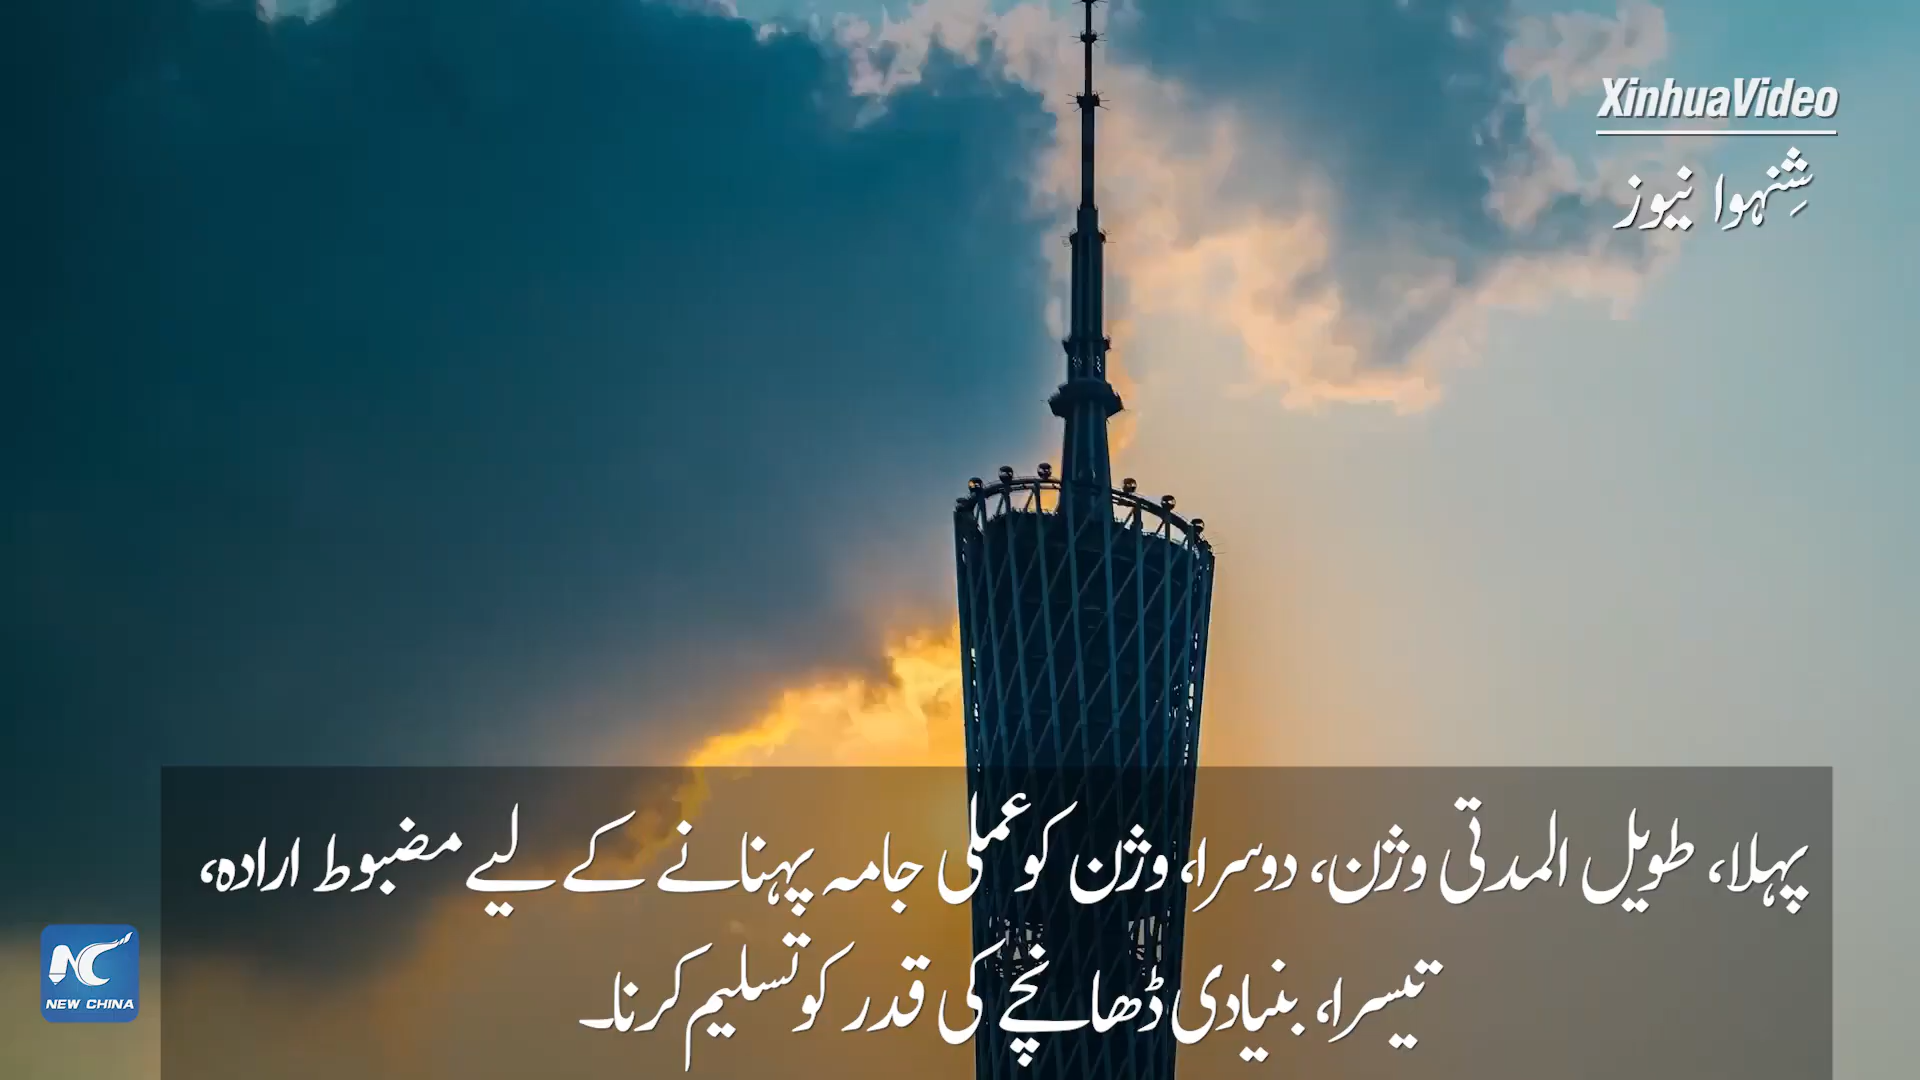 XinhuaVideo
شِنہوا نیوز
پہلا، طویل المدتی وژن، دوسرا، وژن کو عملی جامہ پہنانے کے لیے مضبوط ارادہ،
تیسرا، بنیادی ڈھانچے کی قدر کو تسلیم کرنا۔
NC
NEW CHINA